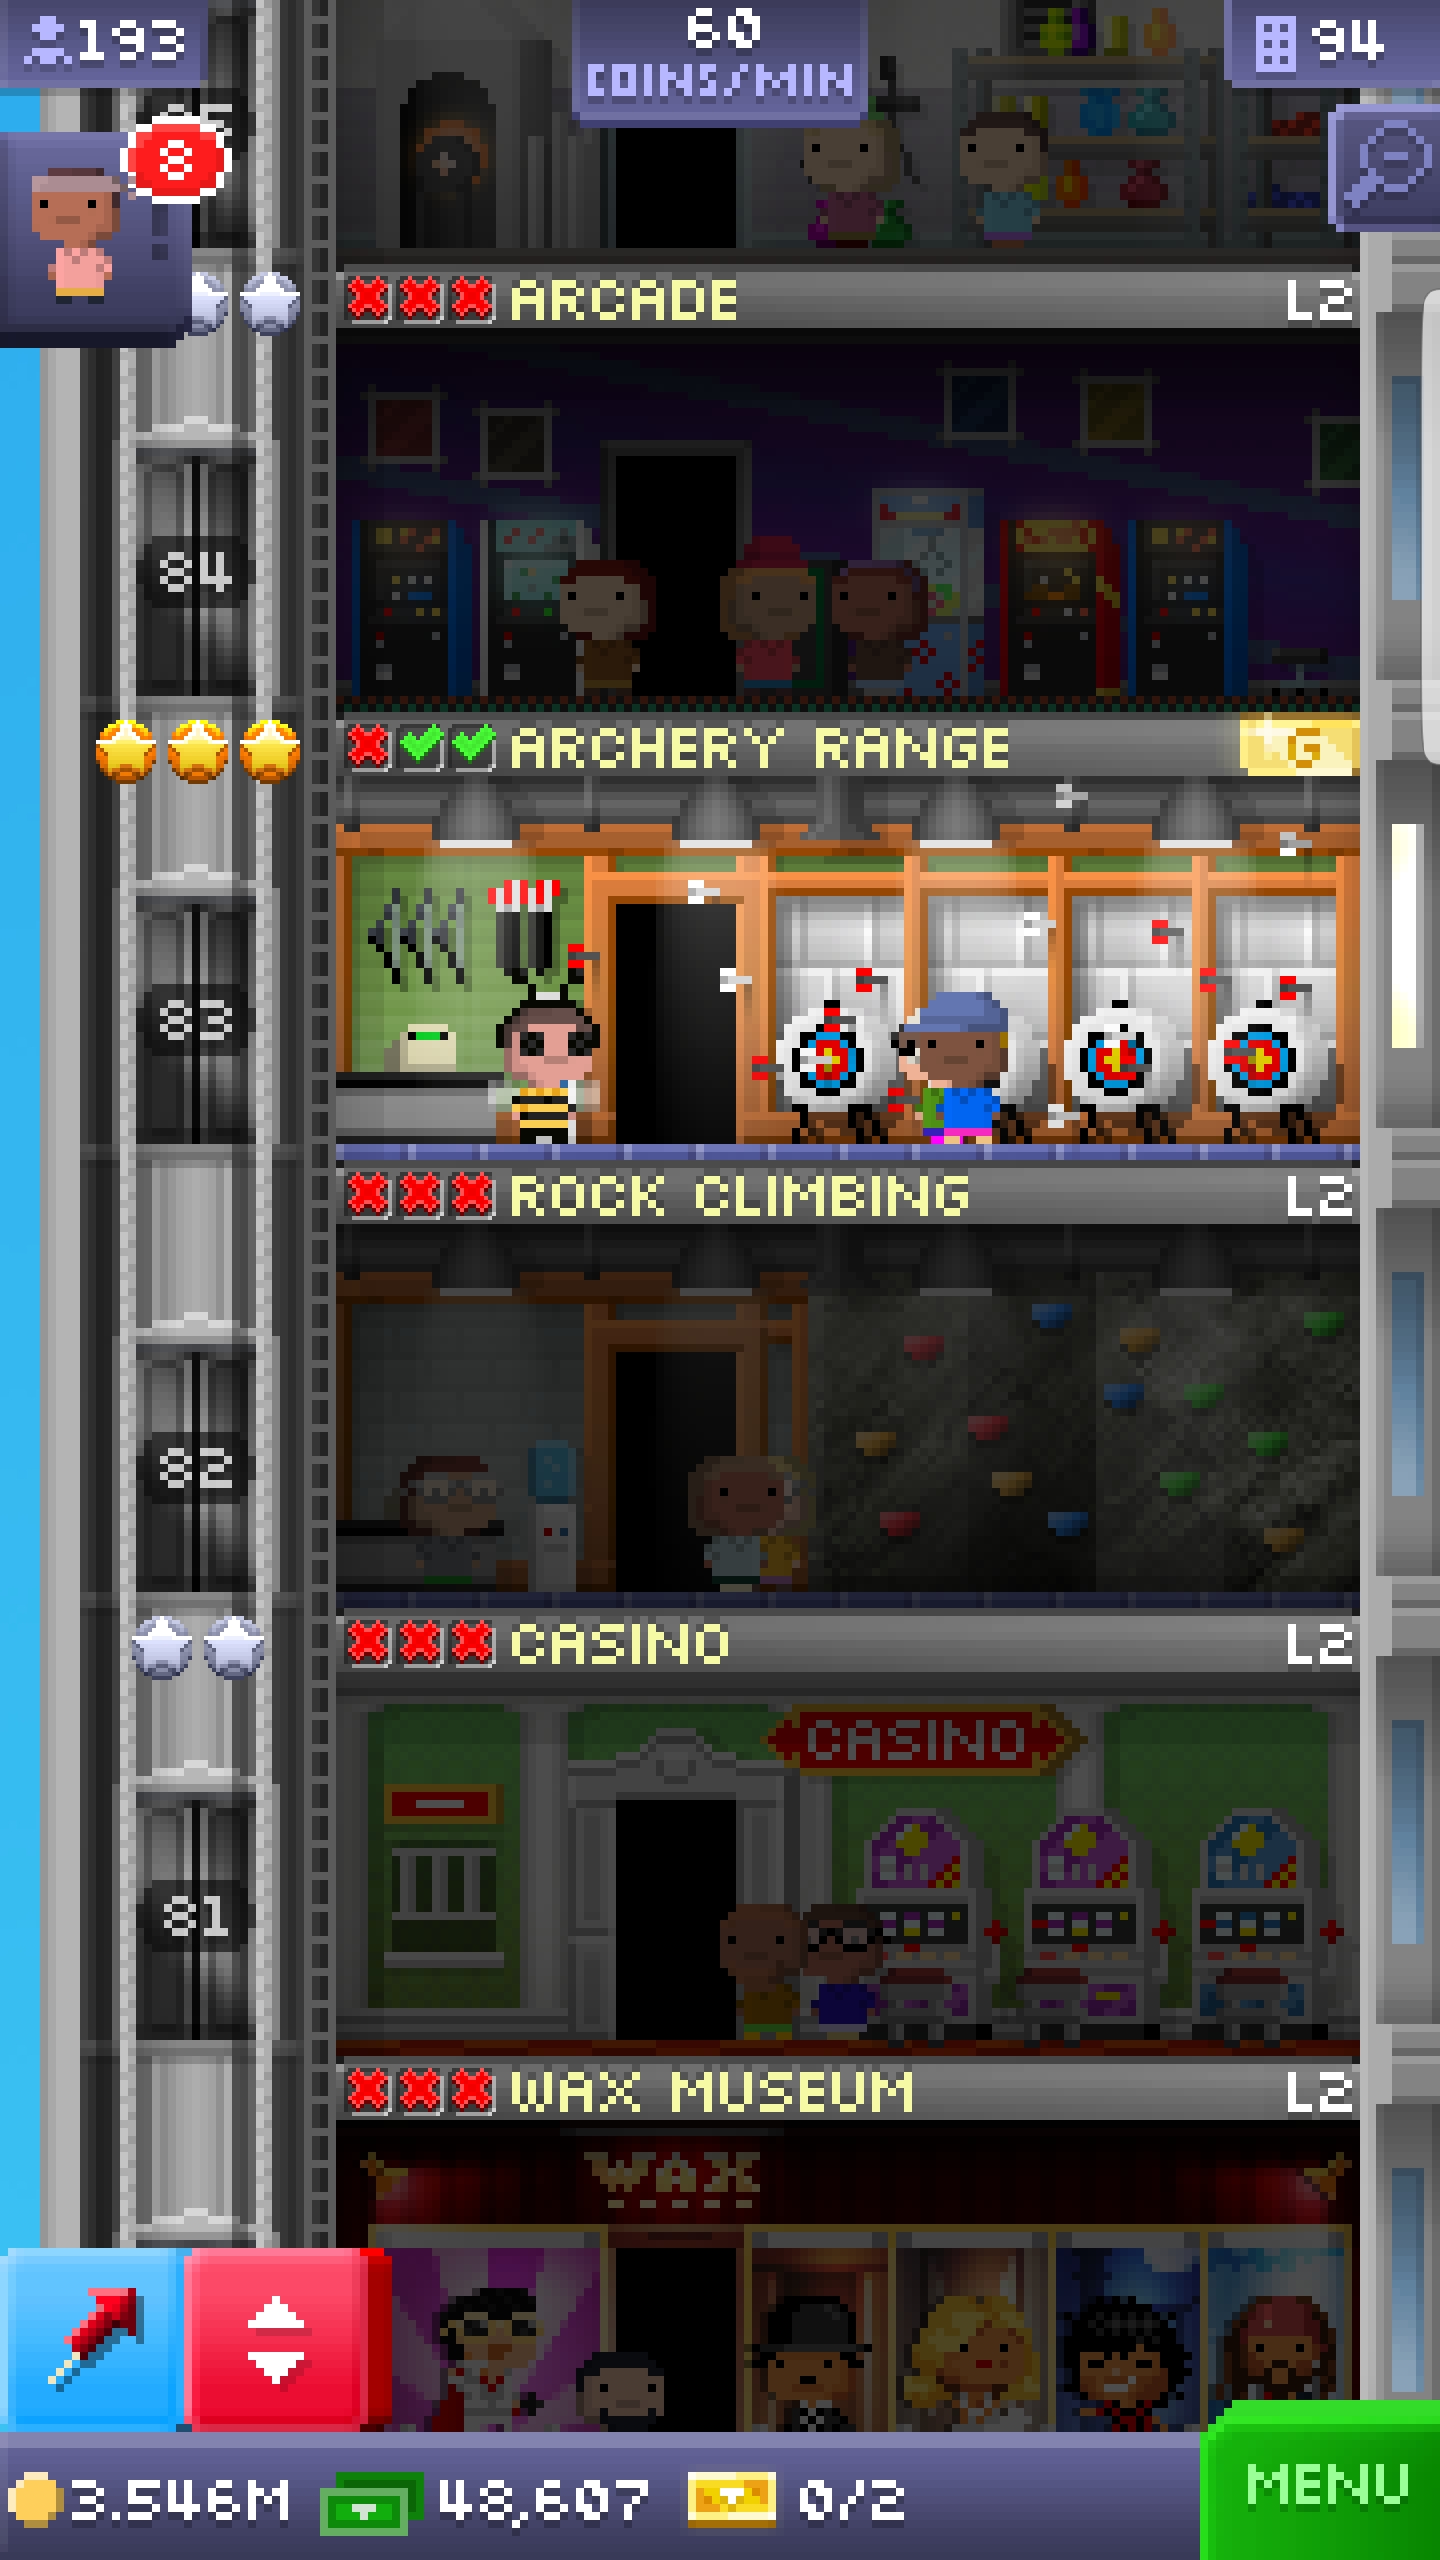 193
60
COINS/MIN
94
8
ARCADE
L2
84
ARCHERY RANGE
G
83
ROCK CLIMBING
L2
82
CASINO
L2
CASINO
81
WAX MUSEUM
L2
WAX
3.546M
48,607
0/2
MENU